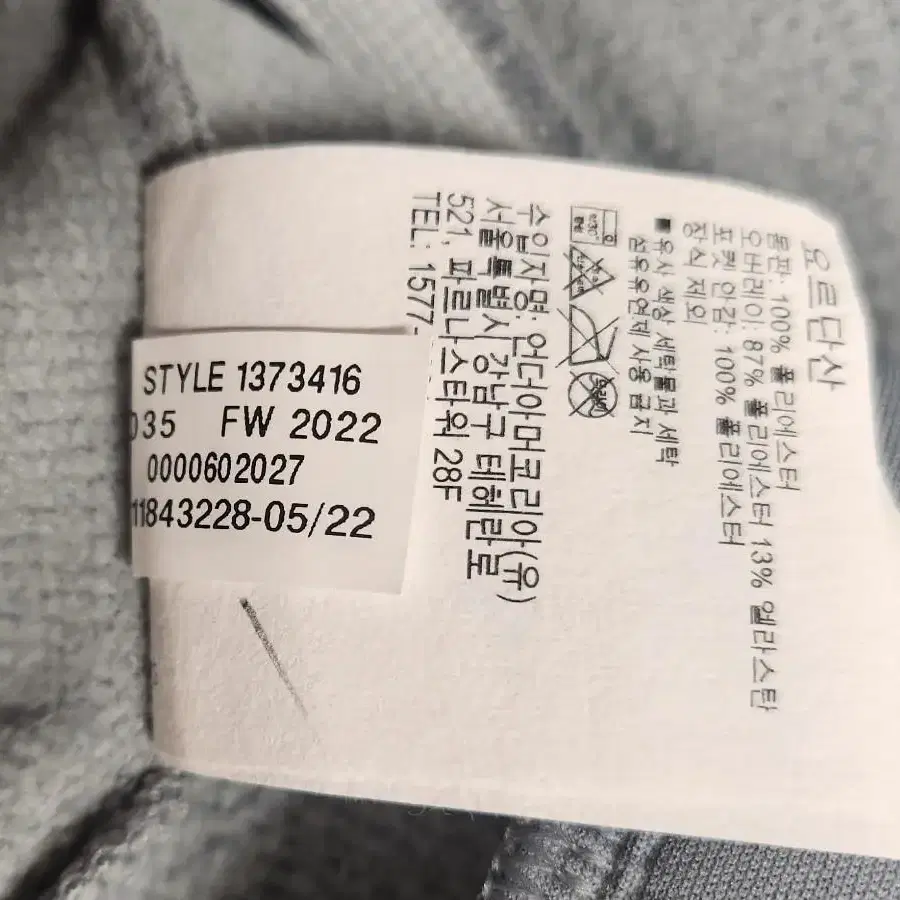 요르단산
몸판: 100% 폴리에스터
오버레이: 87% 폴리에스터 13% 엘라스탄
포켓 안감: 100% 폴리에스터
장식 제외
■ 유사 색상 세탁물과 세탁
섬유유연제 사용 금지
수입자명: 언더아머코리아(유)
서울특별시 강남구 테헤란로
521, 파르나스타워 28F
TEL: 1577-
STYLE 1373416
035 FW 2022
0000602027
11843228-05/22